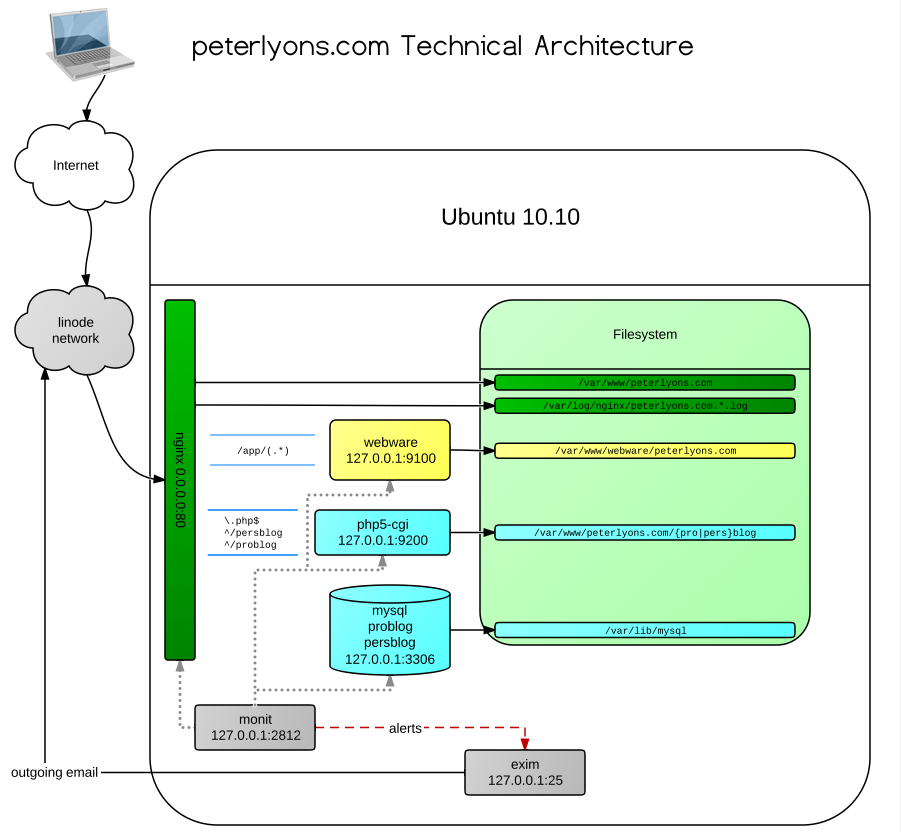 peterlyons.com Technical Architecture
Internet
Ubuntu 10.10
linode
network
nginx 0.0.0.0:80
Filesystem
/var/www/peterlyons.com
/var/log/nginx/peterlyons.com.*.log
/app/(.*)
webware
127.0.0.1:9100
/var/www/webware/peterlyons.com
\.php$
^/persblog
^/problog
php5-cgi
127.0.0.1:9200
/var/www/peterlyons.com/{pro|pers}blog
mysql
problog
persblog
127.0.0.1:3306
/var/lib/mysql
monit
127.0.0.1:2812
alerts
exim
127.0.0.1:25
outgoing email